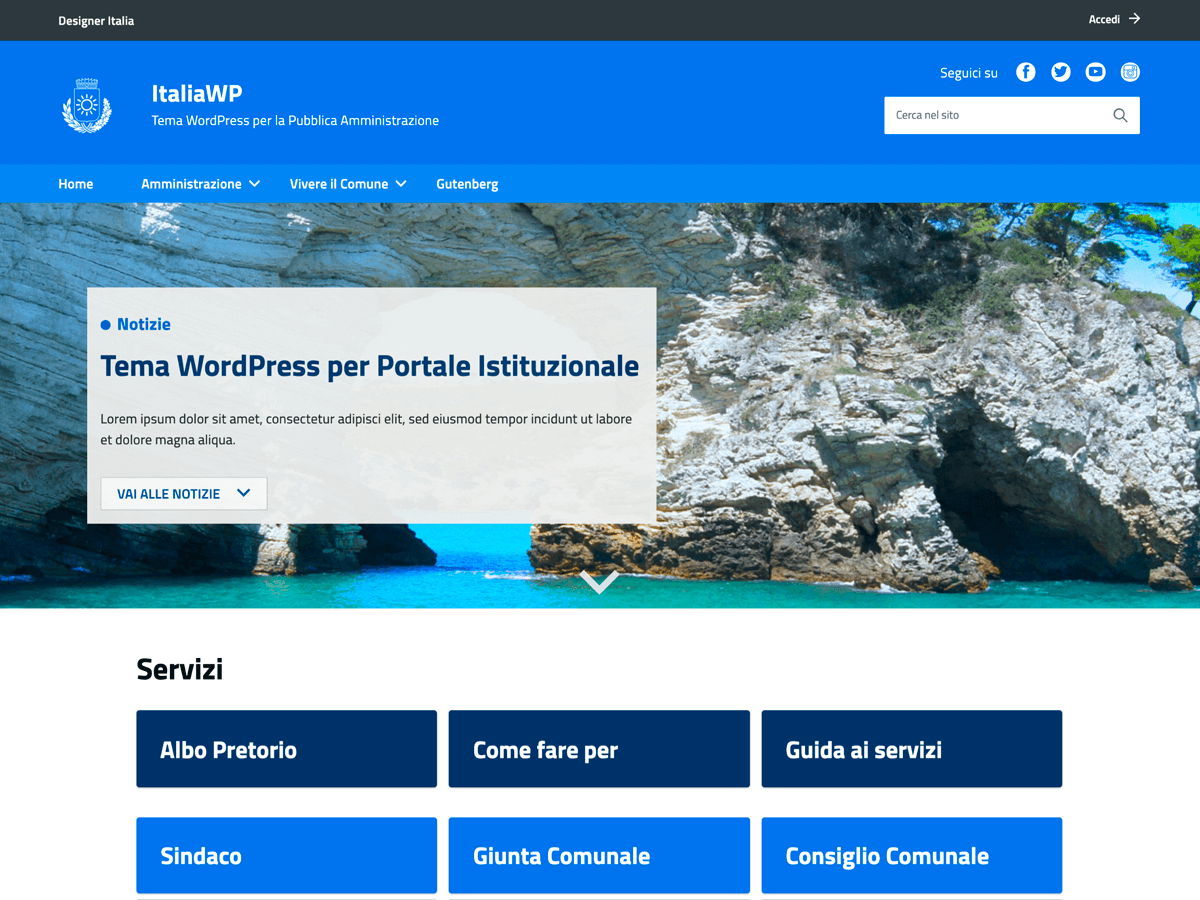 Designer Italia
Accedi
Seguici su
ItaliaWP
Tema WordPress per la Pubblica Amministrazione
Cerca nel sito
Home
Amministrazione
Vivere il Comune
Gutenberg
Notizie
Tema WordPress per Portale Istituzionale
Lorem ipsum dolor sit amet, consectetur adipisci elit, sed eiusmod tempor incidunt ut labore
et dolore magna aliqua.
VAI ALLE NOTIZIE
Servizi
Albo Pretorio
Come fare per
Guida ai servizi
Sindaco
Giunta Comunale
Consiglio Comunale